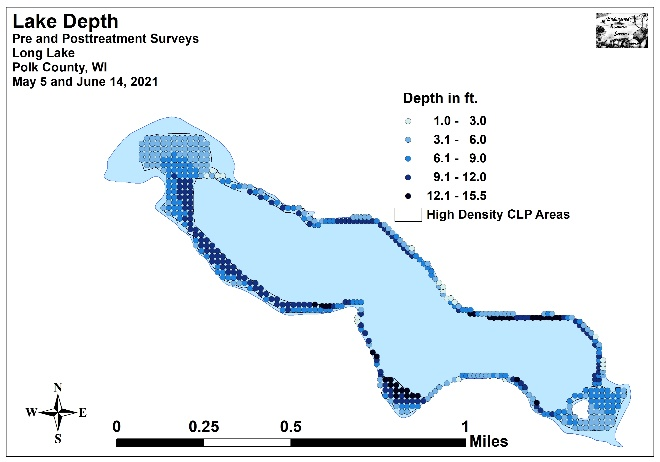 Lake Depth
Pre and Posttreatment Surveys
Long Lake
Polk County, WI
May 5 and June 14, 2021
Depth in ft.
1.0 - 3.0
3.1 - 6.0
6.1 - 9.0
9.1 - 12.0
12.1 - 15.5
High Density CLP Areas
N
W E
S
0 0.25 0.5 1
Miles